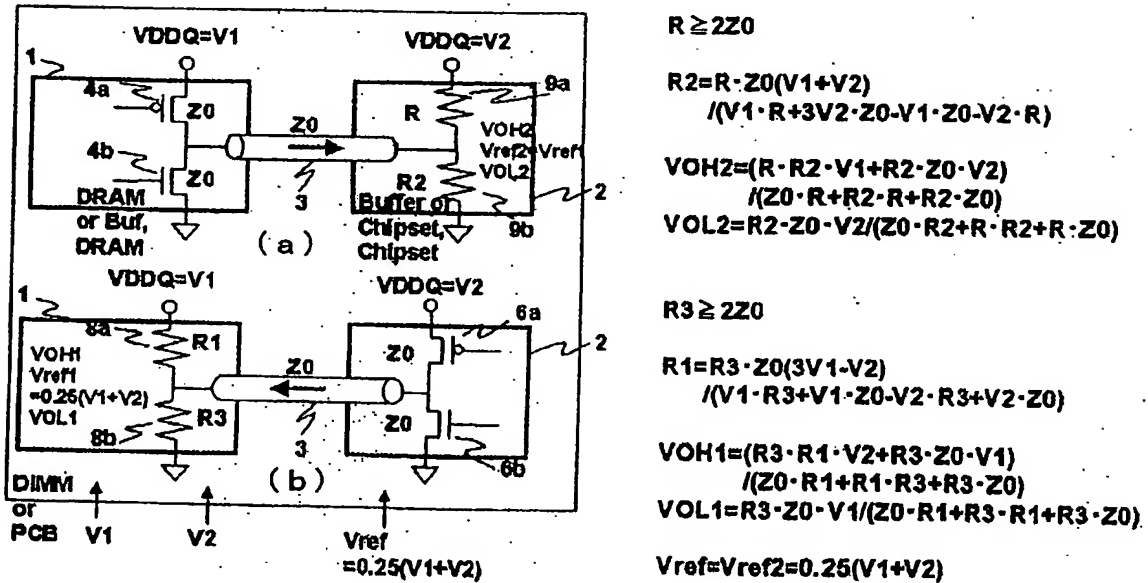 VDDQ=V1
VDDQ=V2
1
4a
Z0
9a
R
Z0
VOH2
Vref2=Vref1
VOL2
4b
Z0
R2
3
2
DRAM
or Buf,
DRAM
(a)
Buffer or
Chipset,
Chipset
9b
VDDQ=V1
VDDQ=V2
1
8a
R1
6a
Z0
2
VOH1
Vref1
=0.25(V1+V2)
VOL1
Z0
R3
Z0
8b
3
6b
(b)
DIMM
or
PCB
V1
V2
Vref
=0.25(V1+V2)
R≧2Z0
R2=R·Z0(V1+V2)
/(V1·R+3V2·Z0-V1·Z0-V2·R)
VOH2=(R·R2·V1+R2·Z0·V2)
/(Z0·R+R2·R+R2·Z0)
VOL2=R2·Z0·V2/(Z0·R2+R·R2+R·Z0)
R3≧2Z0
R1=R3·Z0(3V1-V2)
/(V1·R3+V1·Z0-V2·R3+V2·Z0)
VOH1=(R3·R1·V2+R3·Z0·V1)
/(Z0·R1+R1·R3+R3·Z0)
VOL1=R3·Z0·V1/(Z0·R1+R3·R1+R3·Z0)
Vref=Vref2=0.25(V1+V2)